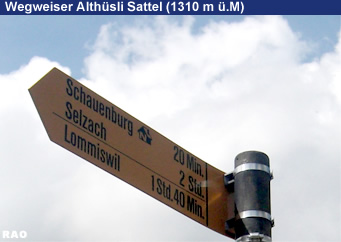 Wegweiser Althüsli Sattel (1310 m ü.M)
Schauenburg 20 Min.
Selzach 2 Std.
Lommiswil 1 Std. 40 Min.
RAO